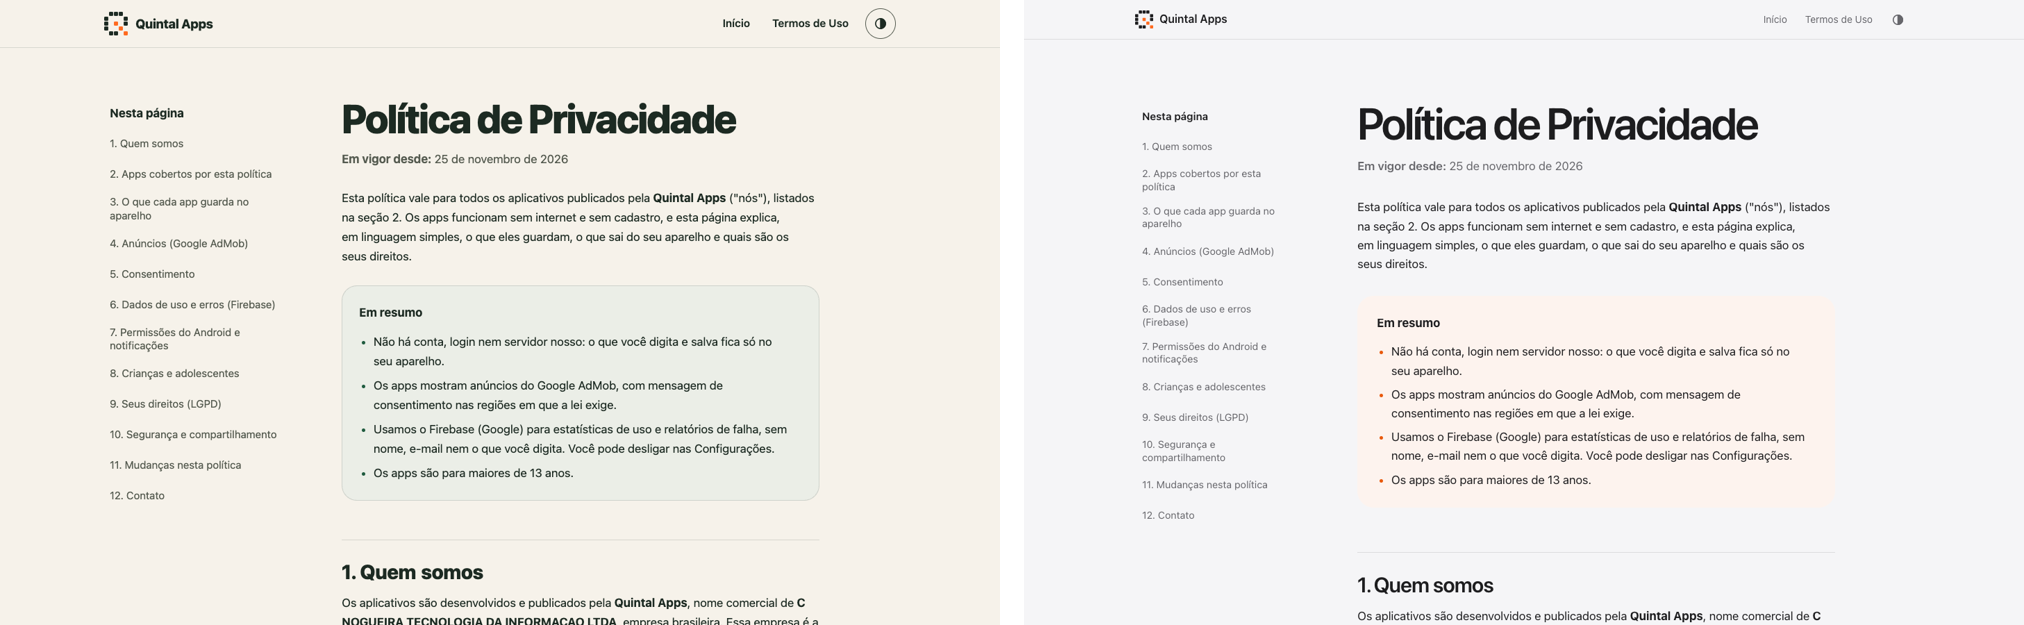 Quintal Apps
Início
Termos de Uso
Nesta página
1. Quem somos
2. Apps cobertos por esta política
3. O que cada app guarda no
aparelho
4. Anúncios (Google AdMob)
5. Consentimento
6. Dados de uso e erros (Firebase)
7. Permissões do Android e
notificações
8. Crianças e adolescentes
9. Seus direitos (LGPD)
10. Segurança e compartilhamento
11. Mudanças nesta política
12. Contato
Política de Privacidade
Em vigor desde: 25 de novembro de 2026
Esta política vale para todos os aplicativos publicados pela Quintal Apps ("nós"), listados
na seção 2. Os apps funcionam sem internet e sem cadastro, e esta página explica,
em linguagem simples, o que eles guardam, o que sai do seu aparelho e quais são os
seus direitos.
Em resumo
• Não há conta, login nem servidor nosso: o que você digita e salva fica só no
seu aparelho.
• Os apps mostram anúncios do Google AdMob, com mensagem de
consentimento nas regiões em que a lei exige.
• Usamos o Firebase (Google) para estatísticas de uso e relatórios de falha, sem
nome, e-mail nem o que você digita. Você pode desligar nas Configurações.
• Os apps são para maiores de 13 anos.
1. Quem somos
Os aplicativos são desenvolvidos e publicados pela Quintal Apps, nome comercial de C
NOGUEIRA TECNOLOGIA DA INFORMACAO LTDA, empresa brasileira. Essa empresa é a
Quintal Apps
Início
Termos de Uso
Nesta página
1. Quem somos
2. Apps cobertos por esta
política
3. O que cada app guarda no
aparelho
4. Anúncios (Google AdMob)
5. Consentimento
6. Dados de uso e erros
(Firebase)
7. Permissões do Android e
notificações
8. Crianças e adolescentes
9. Seus direitos (LGPD)
10. Segurança e
compartilhamento
11. Mudanças nesta política
12. Contato
Política de Privacidade
Em vigor desde: 25 de novembro de 2026
Esta política vale para todos os aplicativos publicados pela Quintal Apps ("nós"), listados
na seção 2. Os apps funcionam sem internet e sem cadastro, e esta página explica,
em linguagem simples, o que eles guardam, o que sai do seu aparelho e quais são os
seus direitos.
Em resumo
• Não há conta, login nem servidor nosso: o que você digita e salva fica só no
seu aparelho.
• Os apps mostram anúncios do Google AdMob, com mensagem de
consentimento nas regiões em que a lei exige.
• Usamos o Firebase (Google) para estatísticas de uso e relatórios de falha, sem
nome, e-mail nem o que você digita. Você pode desligar nas Configurações.
• Os apps são para maiores de 13 anos.
1. Quem somos
Os aplicativos são desenvolvidos e publicados pela Quintal Apps, nome comercial de C